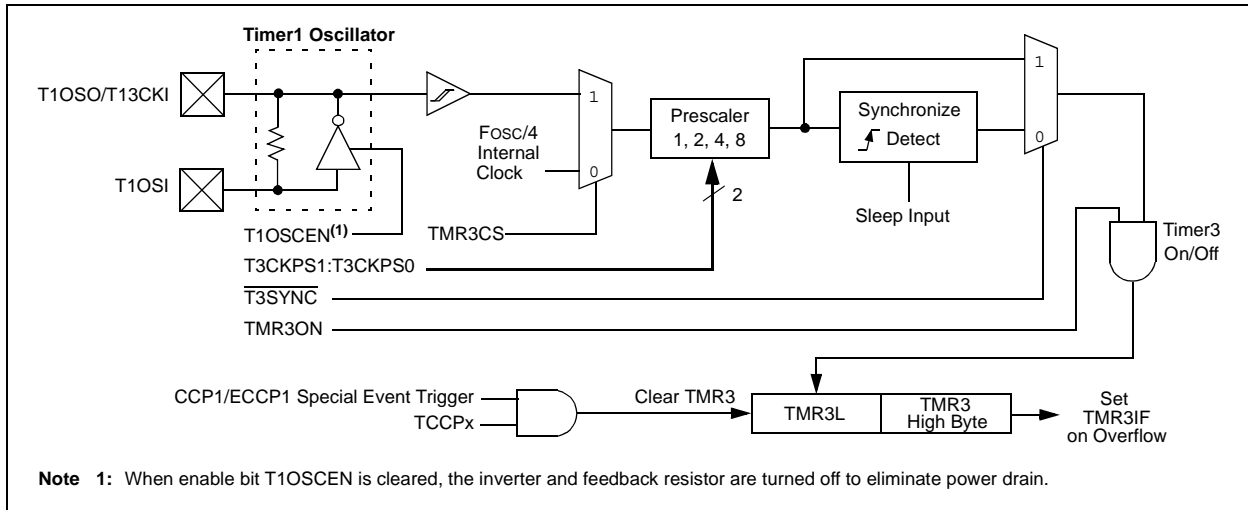 Timer1 Oscillator
T1OSO/T13CKI
T1OSI
T1OSCEN(1)
FOSC/4
Internal
Clock
1
0
TMR3CS
Prescaler
1, 2, 4, 8
2
Synchronize
Detect
Sleep Input
1
0
T3CKPS1:T3CKPS0
T3SYNC
TMR3ON
Timer3
On/Off
CCP1/ECCP1 Special Event Trigger
TCCPx
Clear TMR3
TMR3L
TMR3
High Byte
Set
TMR3IF
on Overflow
Note 1: When enable bit T1OSCEN is cleared, the inverter and feedback resistor are turned off to eliminate power drain.